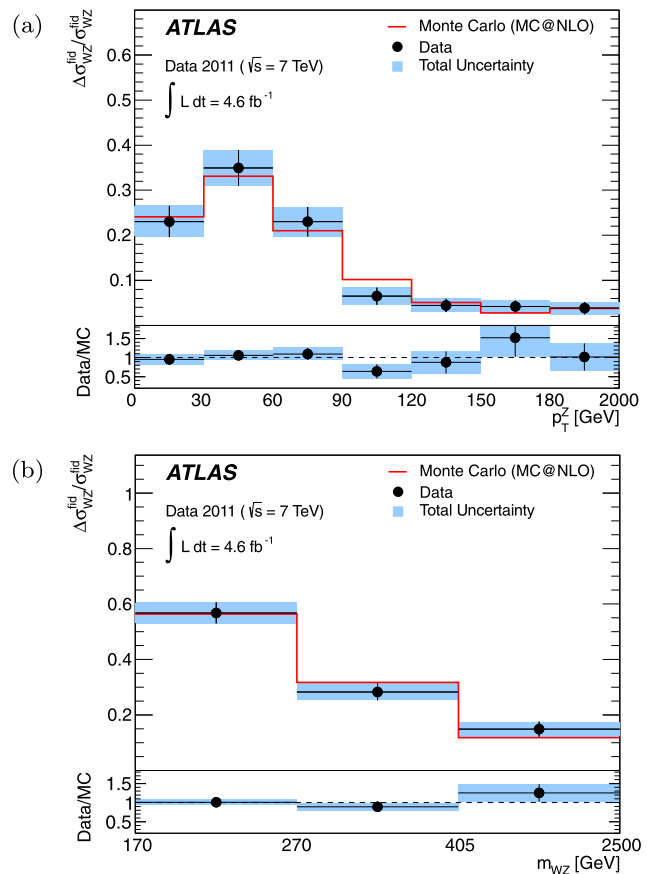 (a)
Δσ^fid_WZ/σ^fid_WZ
ATLAS
Data 2011 (√s = 7 TeV)
∫ L dt = 4.6 fb⁻¹
Monte Carlo (MC@NLO)
Data
Total Uncertainty
0.6
0.5
0.4
0.3
0.2
0.1
Data/MC
1.5
1
0.5
0 30 60 90 120 150 180 2000
p^Z_T [GeV]
(b)
Δσ^fid_WZ/σ^fid_WZ
ATLAS
Data 2011 (√s = 7 TeV)
∫ L dt = 4.6 fb⁻¹
Monte Carlo (MC@NLO)
Data
Total Uncertainty
1
0.8
0.6
0.4
0.2
Data/MC
1.5
1
0.5
170 270 405 2500
m_WZ [GeV]